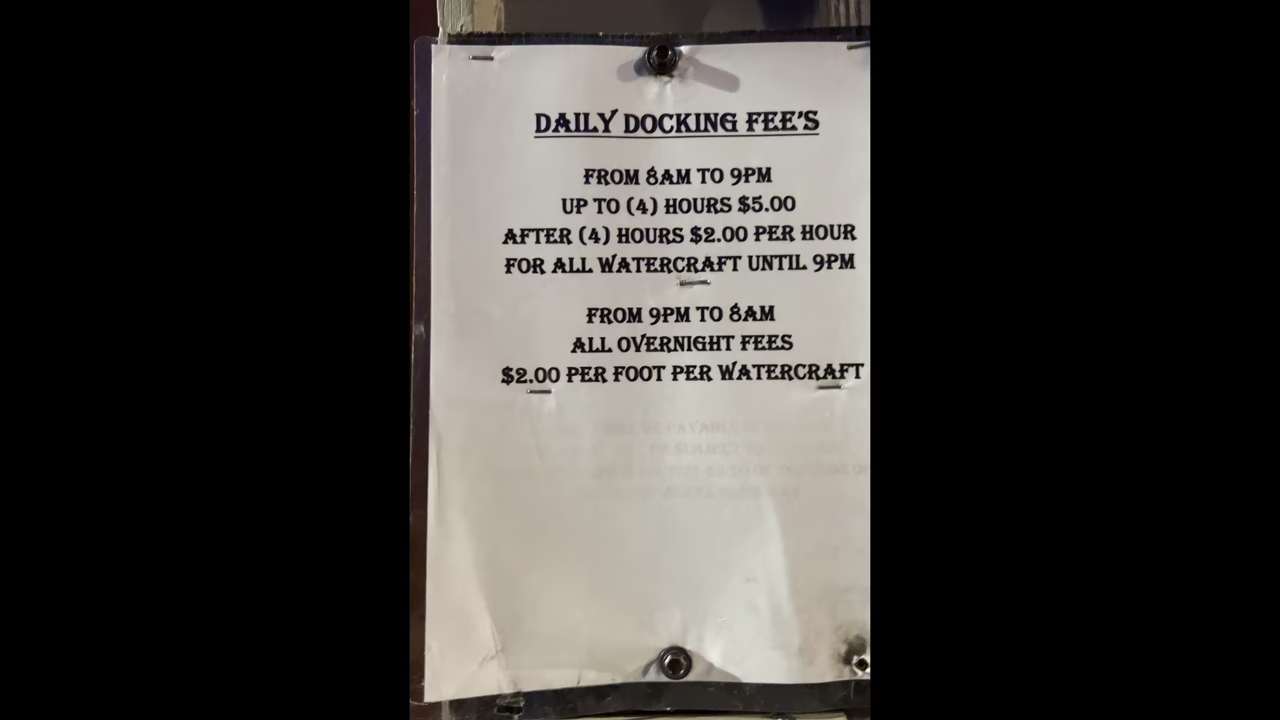 DAILY DOCKING FEE'S
FROM 8AM TO 9PM
UP TO (4) HOURS $5.00
AFTER (4) HOURS $2.00 PER HOUR
FOR ALL WATERCRAFT UNTIL 9PM
FROM 9PM TO 8AM
ALL OVERNIGHT FEES
$2.00 PER FOOT PER WATERCRAFT
BE PAYABLE